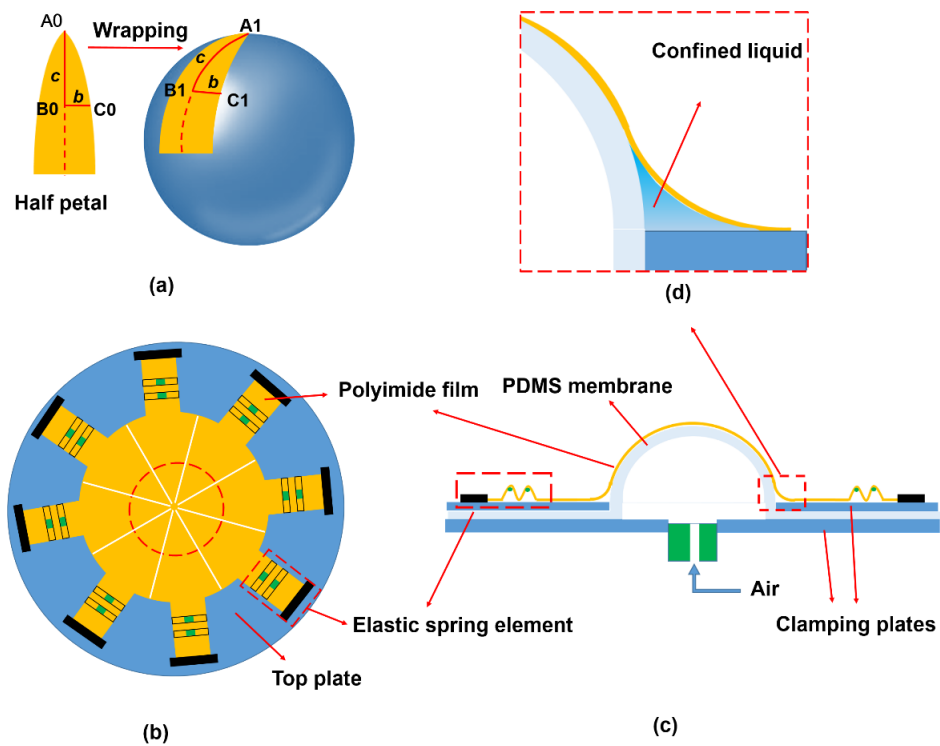 A0
Wrapping
A1
c
c
b
B0
C0
B1
b
C1
Half petal
(a)
Confined liquid
(d)
Polyimide film
PDMS membrane
Elastic spring element
Top plate
Air
Clamping plates
(b)
(c)